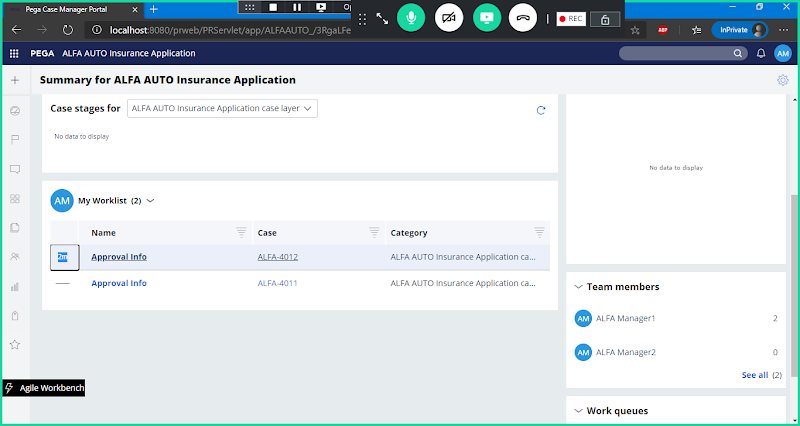 Pega Case Manager Portal
Op
REC
localhost:8080/prweb/PRServlet/app/ALFAAUTO_/3RgaLFe
ABP
InPrivate
PEGA ALFA AUTO Insurance Application
AM
Summary for ALFA AUTO Insurance Application
Case stages for ALFA AUTO Insurance Application case layer
No data to display
No data to display
AM My Worklist (2)
Name Case Category
2m Approval Info ALFA-4012 ALFA AUTO Insurance Application ca...
Approval Info ALFA-4011 ALFA AUTO Insurance Application ca...
Team members
AM ALFA Manager1 2
AM ALFA Manager2 0
See all (2)
Agile Workbench
Work queues